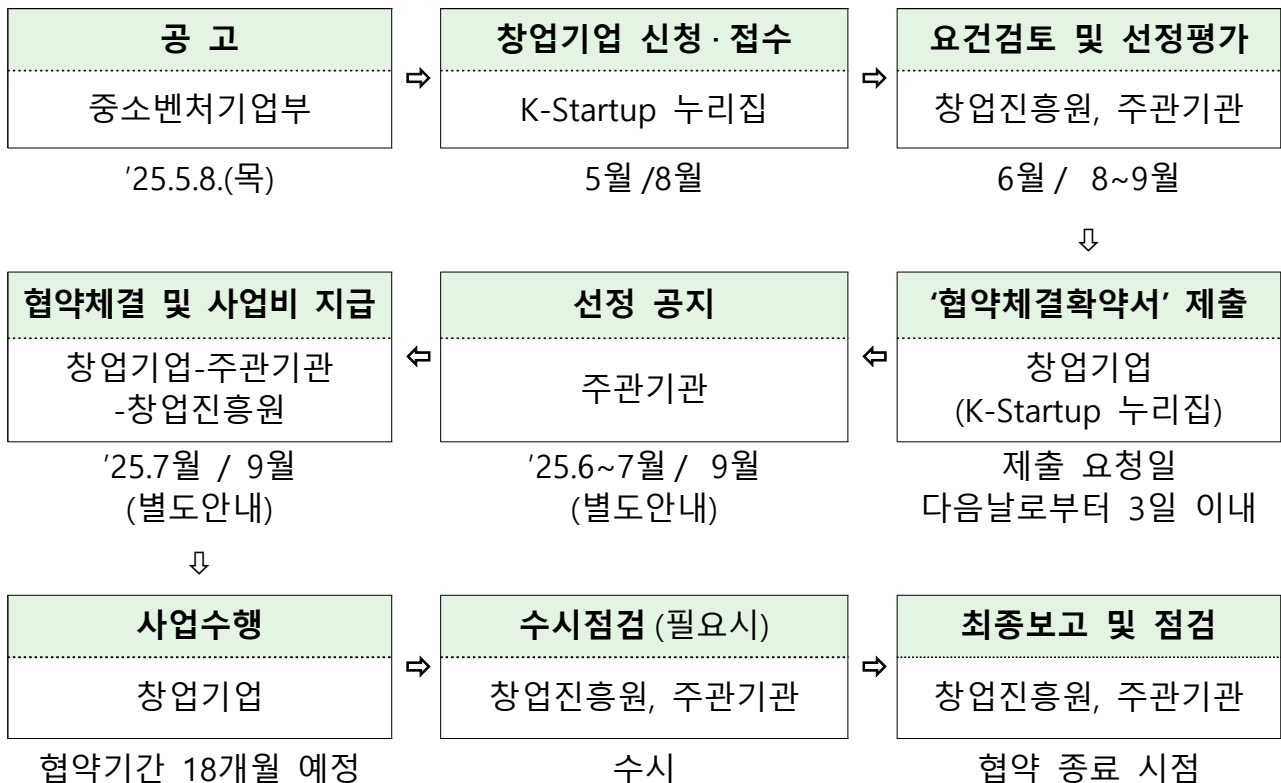 공 고
중소벤처기업부
'25.5.8.(목)
⇨
창업기업 신청·접수
K-Startup 누리집
5월 /8월
⇨
요건검토 및 선정평가
창업진흥원, 주관기관
6월 / 8~9월
⇩
'협약체결확약서' 제출
창업기업
(K-Startup 누리집)
제출 요청일
다음날로부터 3일 이내
⇦
선정 공지
주관기관
'25.6~7월 / 9월
(별도안내)
⇦
협약체결 및 사업비 지급
창업기업-주관기관
-창업진흥원
'25.7월 / 9월
(별도안내)
⇩
사업수행
창업기업
협약기간 18개월 예정
⇨
수시점검 (필요시)
창업진흥원, 주관기관
수시
⇨
최종보고 및 점검
창업진흥원, 주관기관
협약 종료 시점